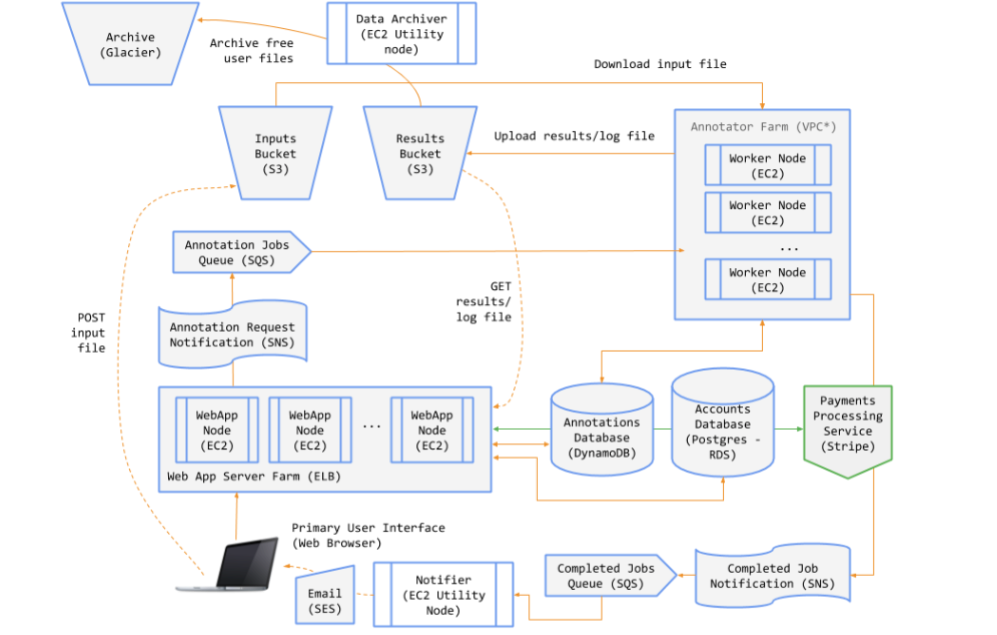 Archive
(Glacier)
Archive free
user files
Data Archiver
(EC2 Utility
node)
Download input file
Inputs
Bucket
(S3)
Results
Bucket
(S3)
Upload results/log file
Annotator Farm (VPC*)
Worker Node
(EC2)
Worker Node
(EC2)
...
Worker Node
(EC2)
Annotation Jobs
Queue (SQS)
GET
results/
log file
POST
input
file
Annotation Request
Notification (SNS)
WebApp
Node
(EC2)
WebApp
Node
(EC2)
...
WebApp
Node
(EC2)
Web App Server Farm (ELB)
Annotations
Database
(DynamoDB)
Accounts
Database
(Postgres -
RDS)
Payments
Processing
Service
(Stripe)
Primary User Interface
(Web Browser)
Email
(SES)
Notifier
(EC2 Utility
Node)
Completed Jobs
Queue (SQS)
Completed Job
Notification (SNS)